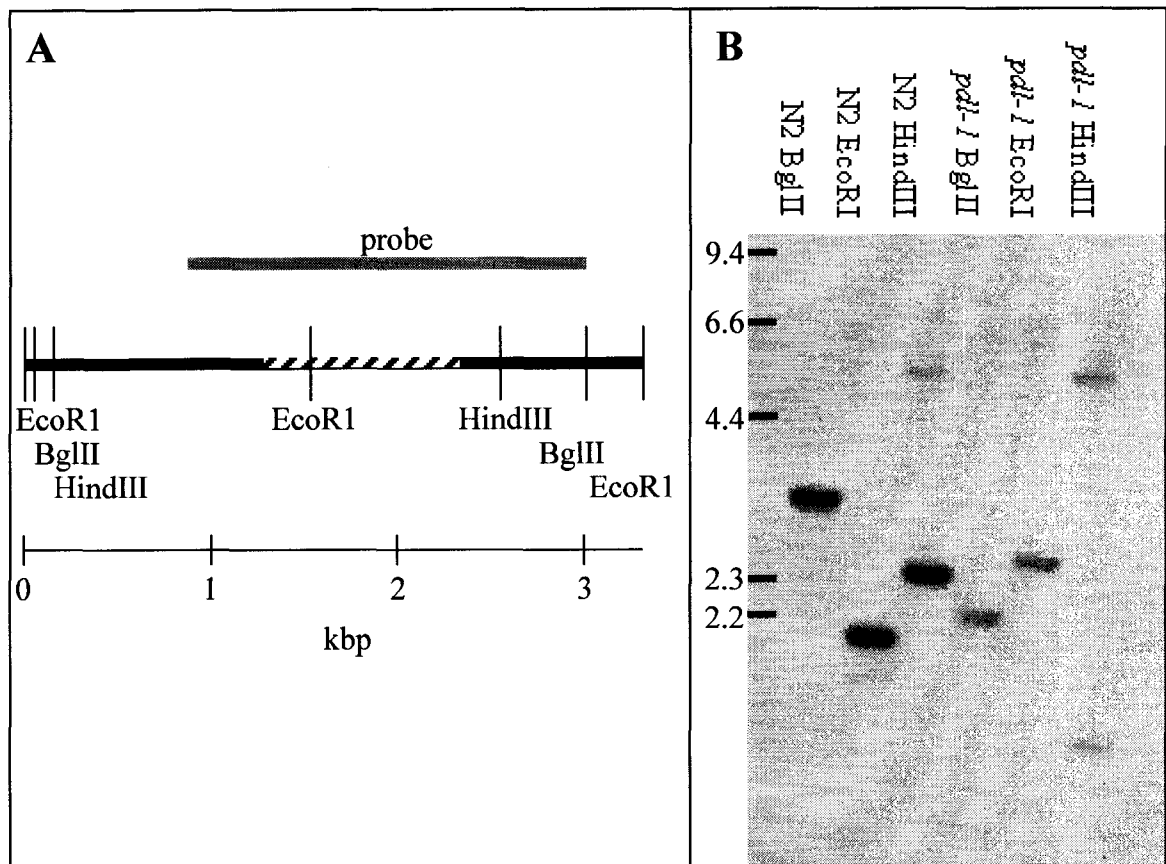 A
probe
EcoR1
EcoR1
HindIII
BglII
BglII
HindIII
EcoR1
0
1
2
3
kbp
B
N2 BglII
N2 EcoRI
N2 HindIII
pdl-1 BglII
pdl-1 EcoRI
pdl-1 HindIII
9.4
6.6
4.4
2.3
2.2